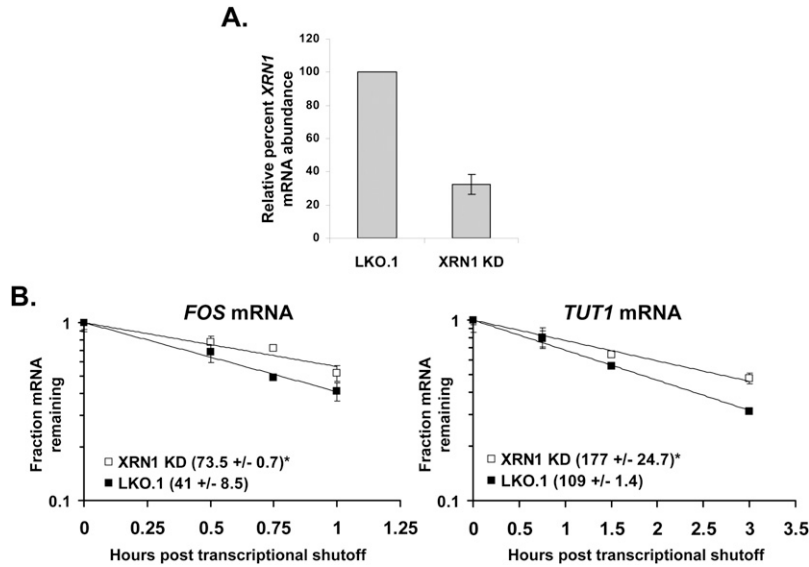 A.
Relative percent XRN1
mRNA abundance
120
100
80
60
40
20
0
LKO.1
XRN1 KD
B.
FOS mRNA
Fraction mRNA
remaining
1
0.1
XRN1 KD (73.5 +/- 0.7)*
LKO.1 (41 +/- 8.5)
0
0.25
0.5
0.75
1
1.25
Hours post transcriptional shutoff
TUT1 mRNA
Fraction mRNA
remaining
1
0.1
XRN1 KD (177 +/- 24.7)*
LKO.1 (109 +/- 1.4)
0
0.5
1
1.5
2
2.5
3
3.5
Hours post transcriptional shutoff